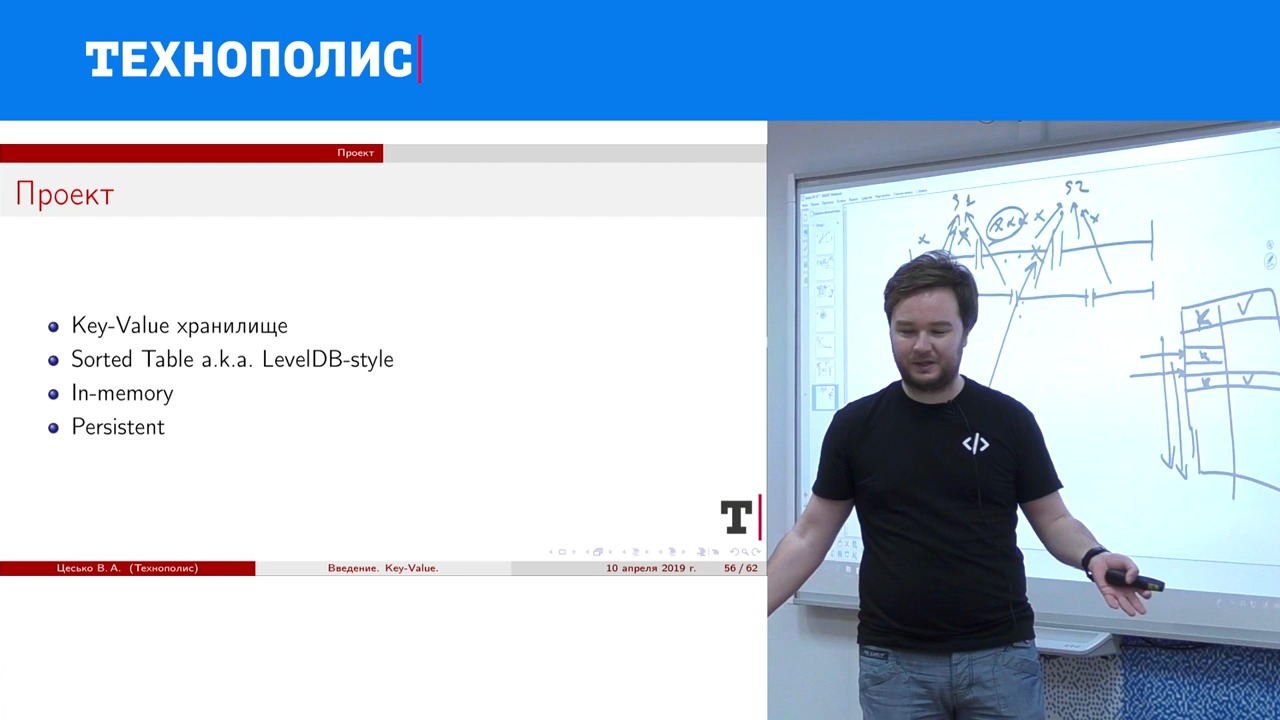 ТЕХНОПОЛИС
Проект
Проект
Key-Value хранилище
Sorted Table a.k.a. LevelDB-style
In-memory
Persistent
T
Цесько В. А. (Технополис)
Введение. Key-Value.
10 апреля 2019 г.
56 / 62
S2
K V
K
K V